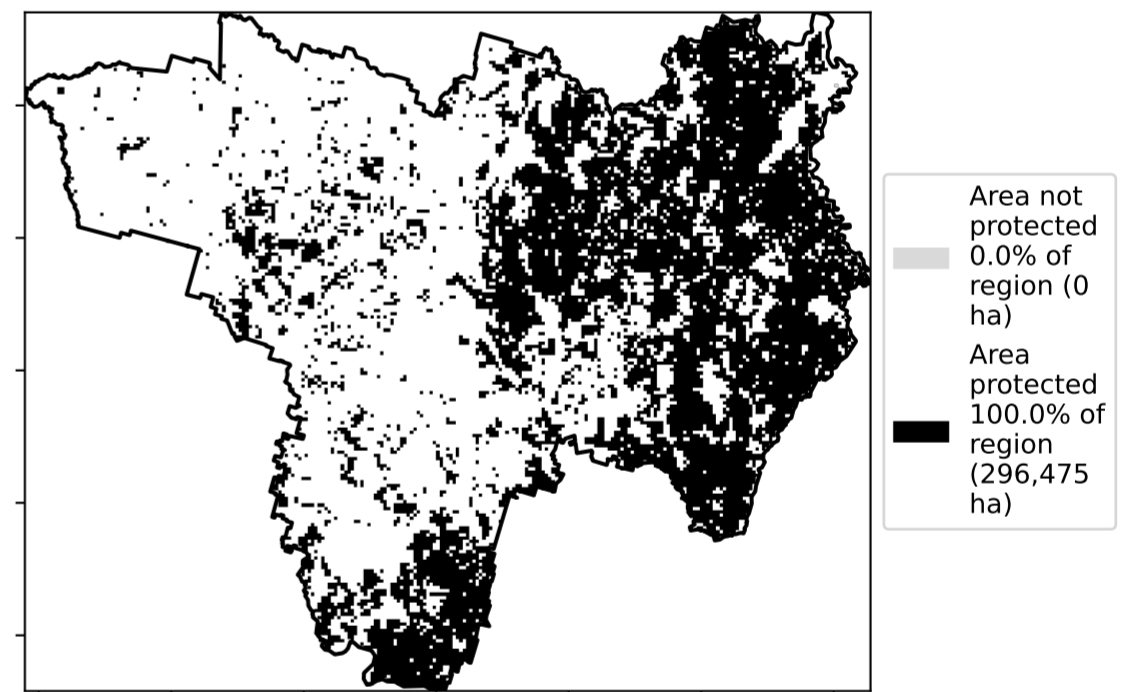 Area not
protected
0.0% of
region (0
ha)
Area
protected
100.0% of
region
(296,475
ha)